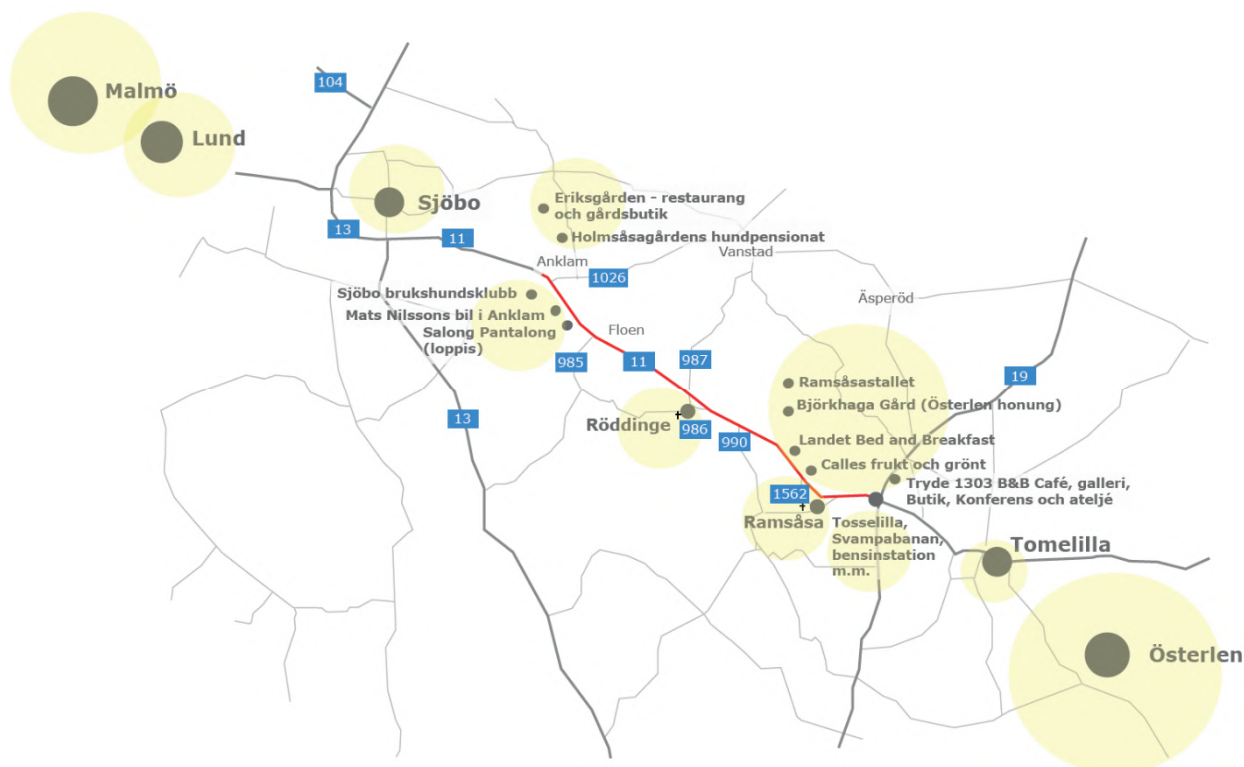 Malmö
Lund
104
Sjöbo
13
11
Eriksgården - restaurang
och gårdsbutik
Holmsåsagårdens hundpensionat
Anklam
1026
Vanstad
Äsperöd
Sjöbo brukshundsklubb
Mats Nilssons bil i Anklam
Salong Pantalong
(loppis)
Floen
985
11
987
19
13
Röddinge
986
990
Ramsåsastallet
Björkhaga Gård (Österlen honung)
Landet Bed and Breakfast
Calles frukt och grönt
Tryde 1303 B&B Café, galleri,
Butik, Konferens och ateljé
1562
Ramsåsa
Tosselilla,
Svampabanan,
bensinstation
m.m.
Tomelilla
Österlen